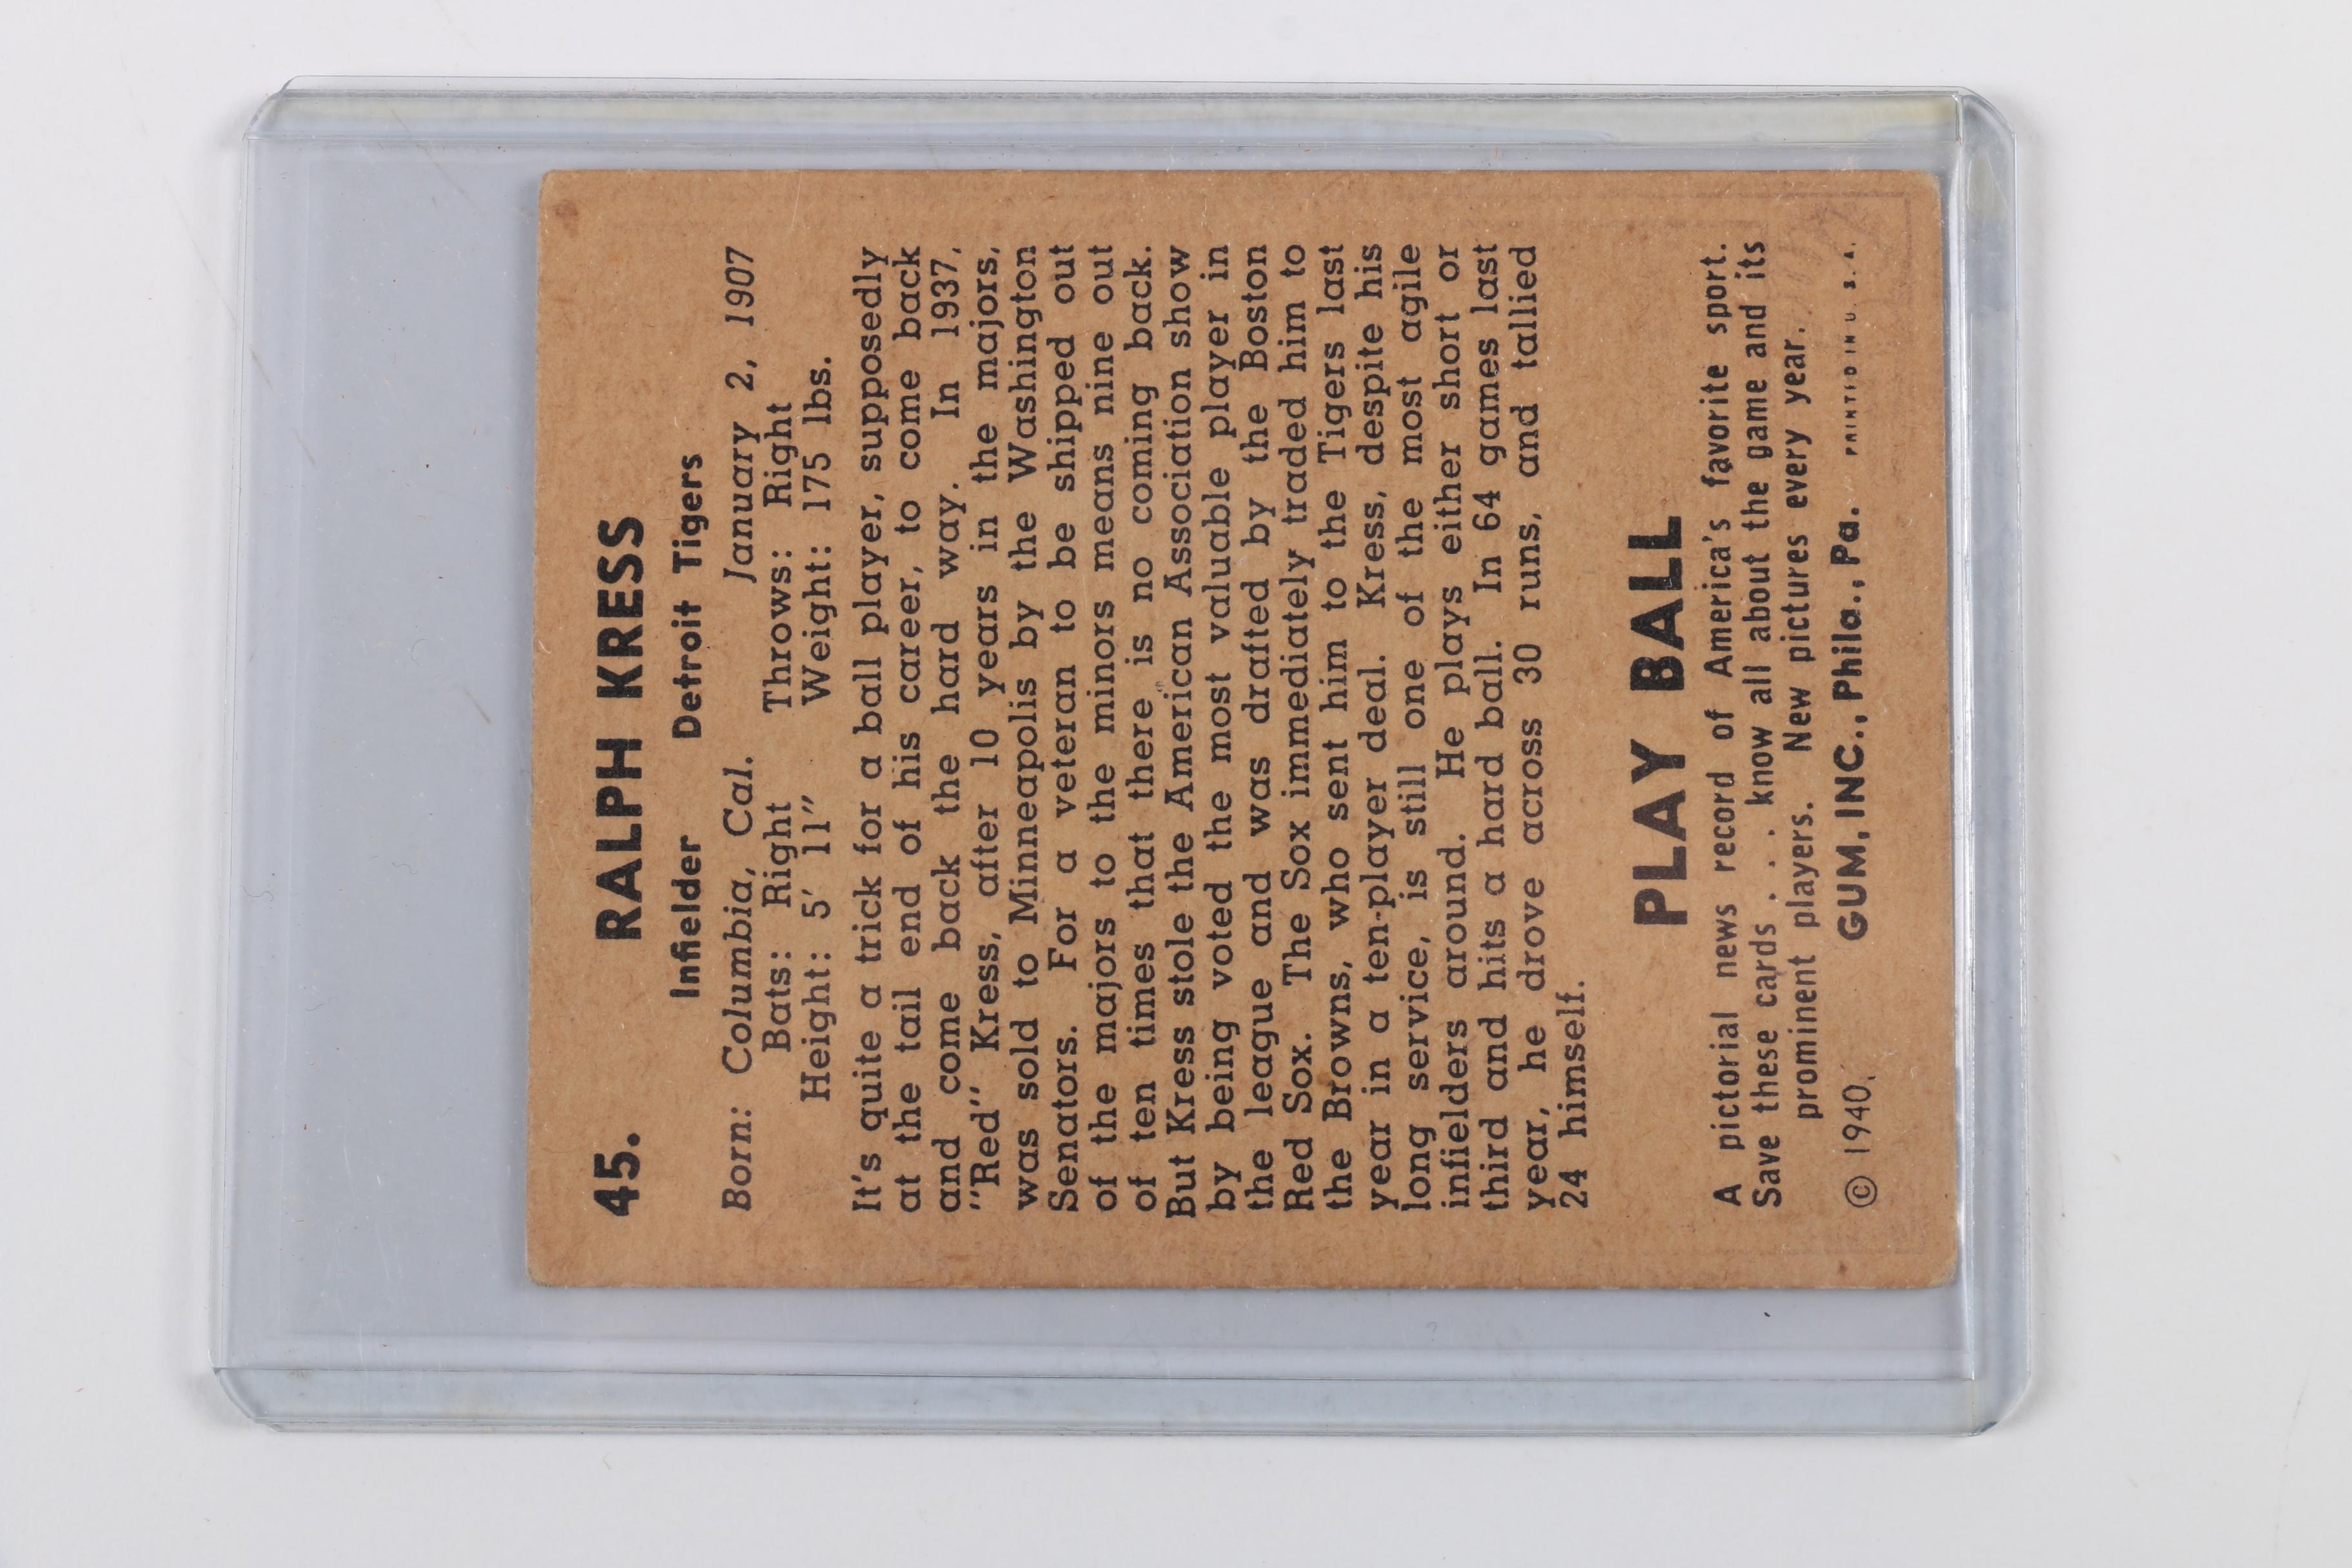 45. RALPH KRESS
Infielder Detroit Tigers
Born: Columbia, Cal. January 2, 1907
Bats: Right Throws: Right
Height: 5' 11" Weight: 175 lbs.
It's quite a trick for a ball player, supposedly
at the tail end of his career, to come back
and come back the hard way. In 1937,
"Red" Kress, after 10 years in the majors,
was sold to Minneapolis by the Washington
Senators. For a veteran to be shipped out
of the majors to the minors means nine out
of ten times that there is no coming back.
But Kress stole the American Association show
by being voted the most valuable player in
the league and was drafted by the Boston
Red Sox. The Sox immediately traded him to
the Browns, who sent him to the Tigers last
year in a ten-player deal. Kress, despite his
long service, is still one of the most agile
infielders around. He plays either short or
third and hits a hard ball. In 64 games last
year, he drove across 30 runs, and tallied
24 himself.
PLAY BALL
A pictorial news record of America's favorite sport.
Save these cards . . . know all about the game and its
prominent players. New pictures every year.
© 1940, GUM, INC., Phila., Pa. PRINTED IN U. S. A.